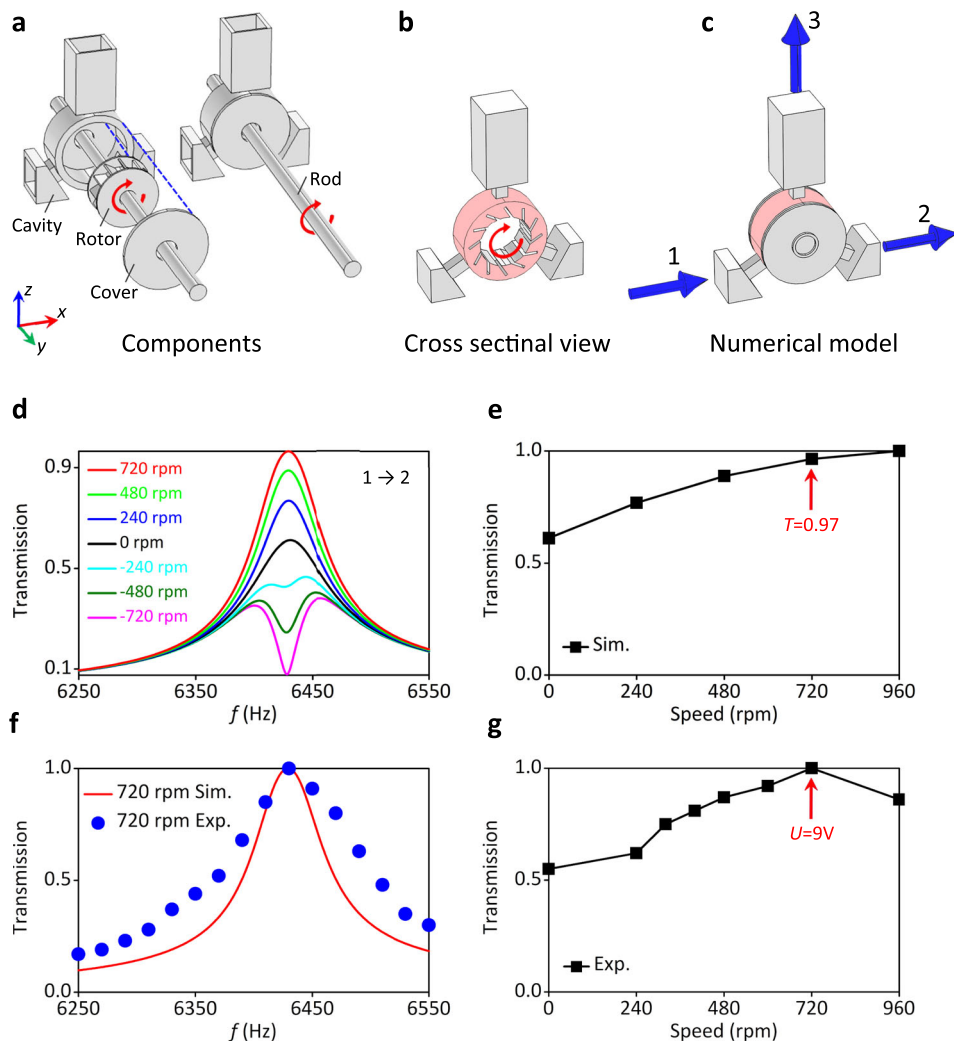 a
b
c
3
Cavity
Rotor
Rod
Cover
1
2
z
x
y
Components
Cross sectinal view
Numerical model
d
e
Transmission
0.9
0.5
0.1
720 rpm
480 rpm
240 rpm
0 rpm
-240 rpm
-480 rpm
-720 rpm
1 → 2
6250
6350
6450
6550
f (Hz)
Transmission
1.0
0.5
0.0
T=0.97
Sim.
0
240
480
720
960
Speed (rpm)
f
g
Transmission
1.0
0.5
0.0
720 rpm Sim.
720 rpm Exp.
6250
6350
6450
6550
f (Hz)
Transmission
1.0
0.5
0.0
U=9V
Exp.
0
240
480
720
960
Speed (rpm)